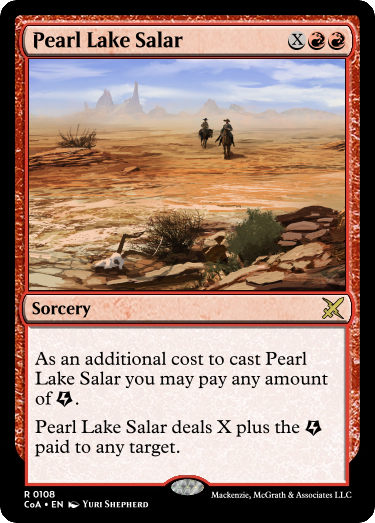 Pearl Lake Salar X
Sorcery
As an additional cost to cast Pearl
Lake Salar you may pay any amount
of .
Pearl Lake Salar deals X plus the
paid to any target.
R 0108
CoA • EN Yuri Shepherd
Mackenzie, McGrath & Associates LLC